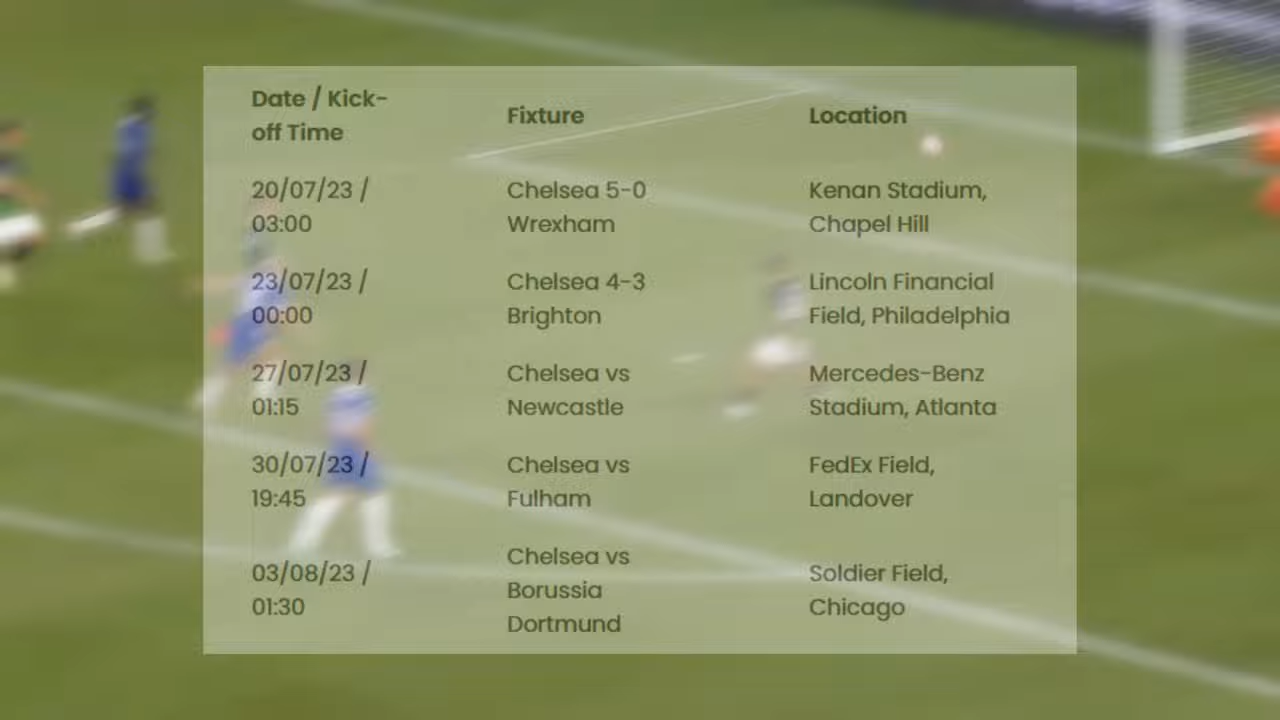 Date / Kick-
off Time
Fixture
Location
20/07/23 /
03:00
Chelsea 5-0
Wrexham
Kenan Stadium,
Chapel Hill
23/07/23 /
00:00
Chelsea 4-3
Brighton
Lincoln Financial
Field, Philadelphia
27/07/23 /
01:15
Chelsea vs
Newcastle
Mercedes-Benz
Stadium, Atlanta
30/07/23 /
19:45
Chelsea vs
Fulham
FedEx Field,
Landover
03/08/23 /
01:30
Chelsea vs
Borussia
Dortmund
Soldier Field,
Chicago